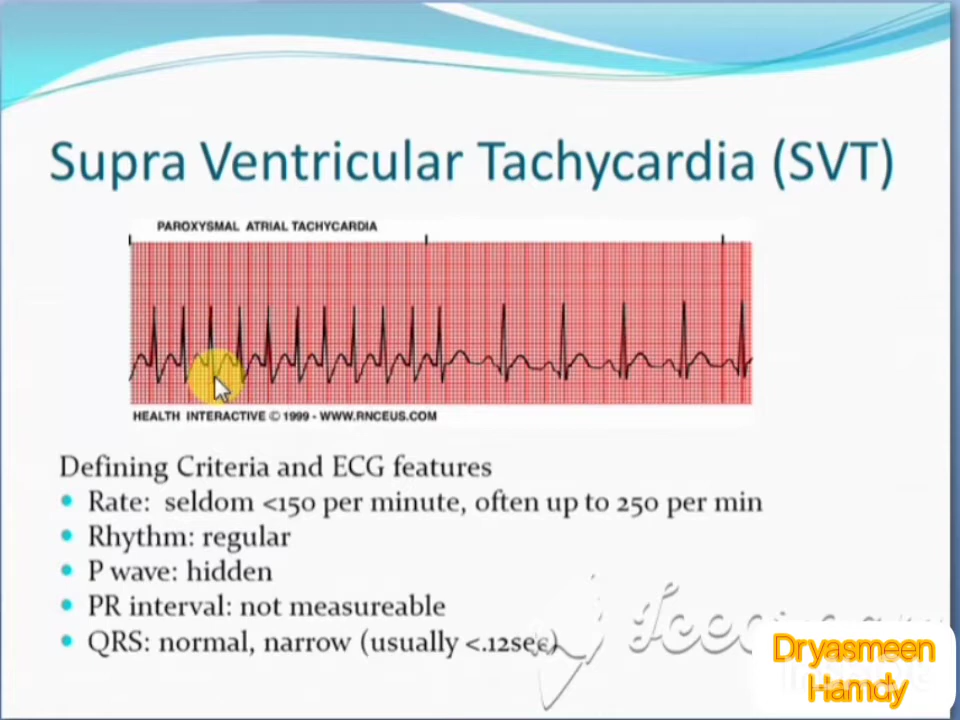 Supra Ventricular Tachycardia (SVT)
PAROXYSMAL ATRIAL TACHYCARDIA
HEALTH INTERACTIVE © 1999 - WWW.RNCEUS.COM
Defining Criteria and ECG features
• Rate: seldom <150 per minute, often up to 250 per min
• Rhythm: regular
• P wave: hidden
• PR interval: not measureable
• QRS: normal, narrow (usually <.12sec)
Dryasmeen
Hamdy